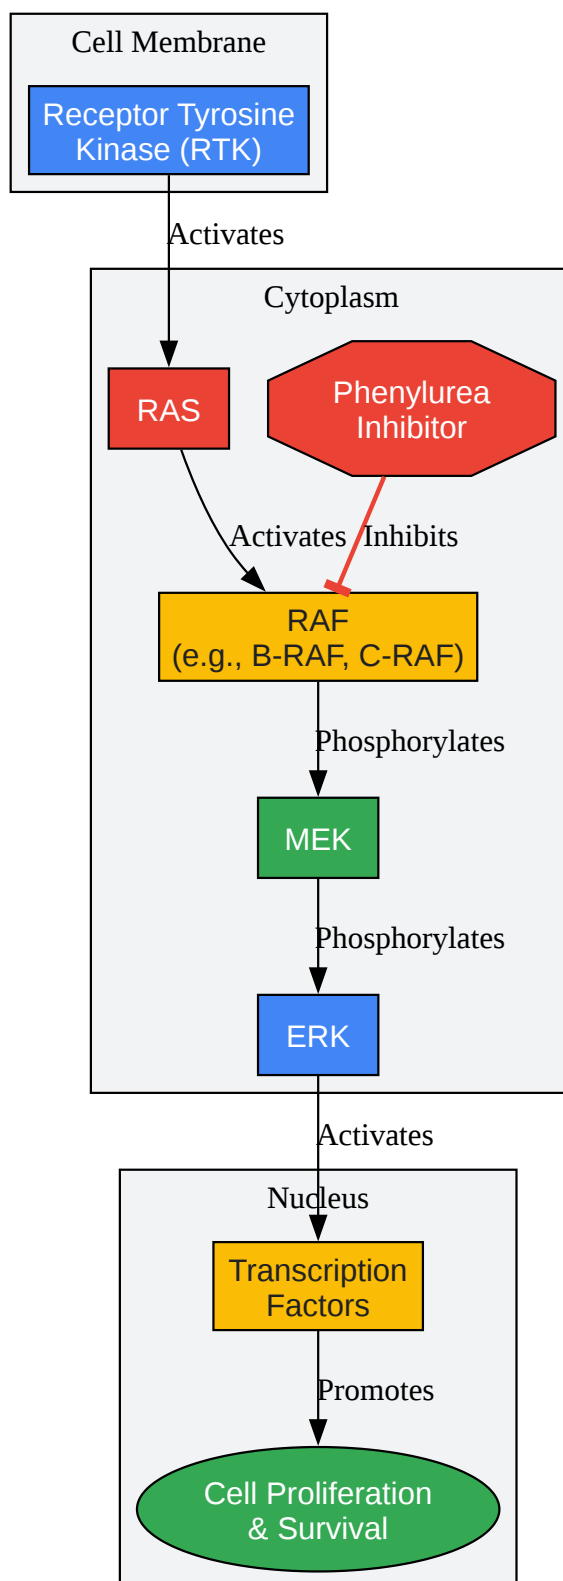 Cell Membrane
Receptor Tyrosine
Kinase (RTK)
Activates
Cytoplasm
RAS
Phenylurea
Inhibitor
Activates
Inhibits
RAF
(e.g., B-RAF, C-RAF)
Phosphorylates
MEK
Phosphorylates
ERK
Activates
Nucleus
Transcription
Factors
Promotes
Cell Proliferation
& Survival